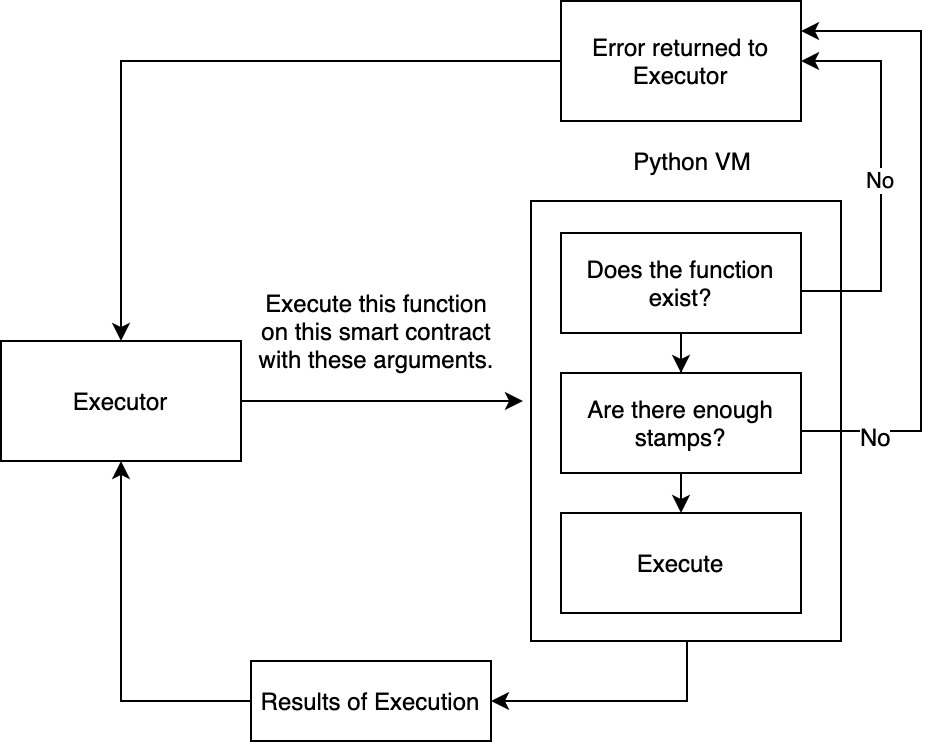 Error returned to
Executor
Python VM
No
Does the function
exist?
Execute this function
on this smart contract
with these arguments.
Executor
Are there enough
stamps?
No
Execute
Results of Execution